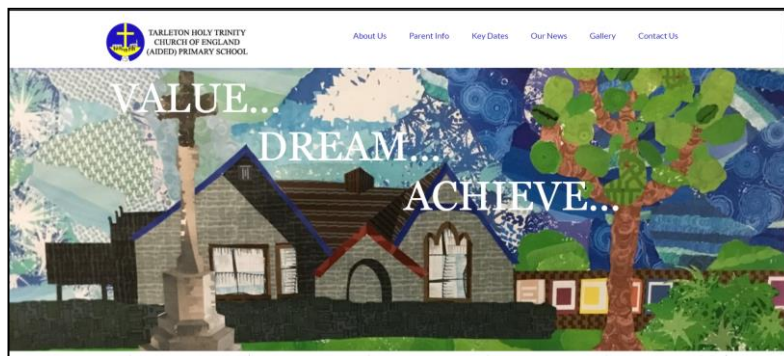 TARLETON HOLY TRINITY
CHURCH OF ENGLAND
(AIDED) PRIMARY SCHOOL
About Us Parent Info Key Dates Our News Gallery Contact Us
VALUE...
DREAM...
ACHIEVE...